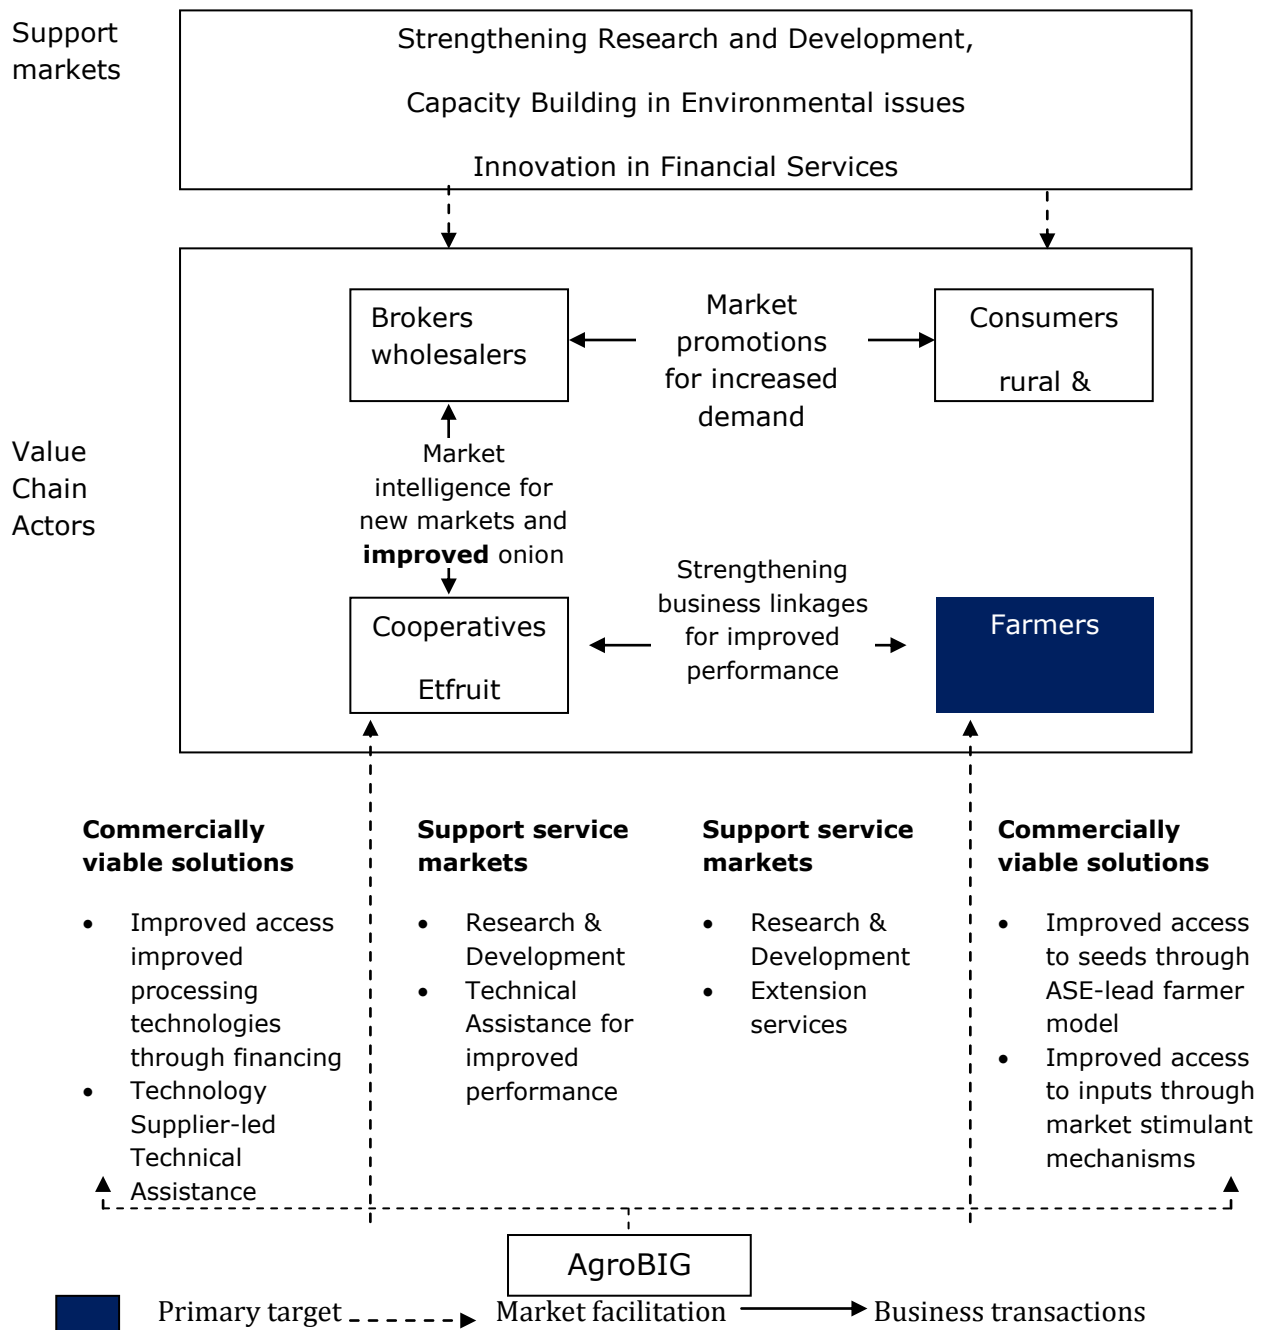 Support
markets
Strengthening Research and Development,
Capacity Building in Environmental issues
Innovation in Financial Services
Value
Chain
Actors
Brokers
wholesalers
Market
promotions
for increased
demand
Consumers
rural &
Market
intelligence for
new markets and
improved onion
Cooperatives
Etfruit
Strengthening
business linkages
for improved
performance
Farmers
Commercially
viable solutions
• Improved access
improved
processing
technologies
through financing
• Technology
Supplier-led
Technical
Assistance
Support service
markets
• Research &
Development
• Technical
Assistance for
improved
performance
Support service
markets
• Research &
Development
• Extension
services
Commercially
viable solutions
• Improved access
to seeds through
ASE-lead farmer
model
• Improved access
to inputs through
market stimulant
mechanisms
AgroBIG
Primary target Market facilitation Business transactions